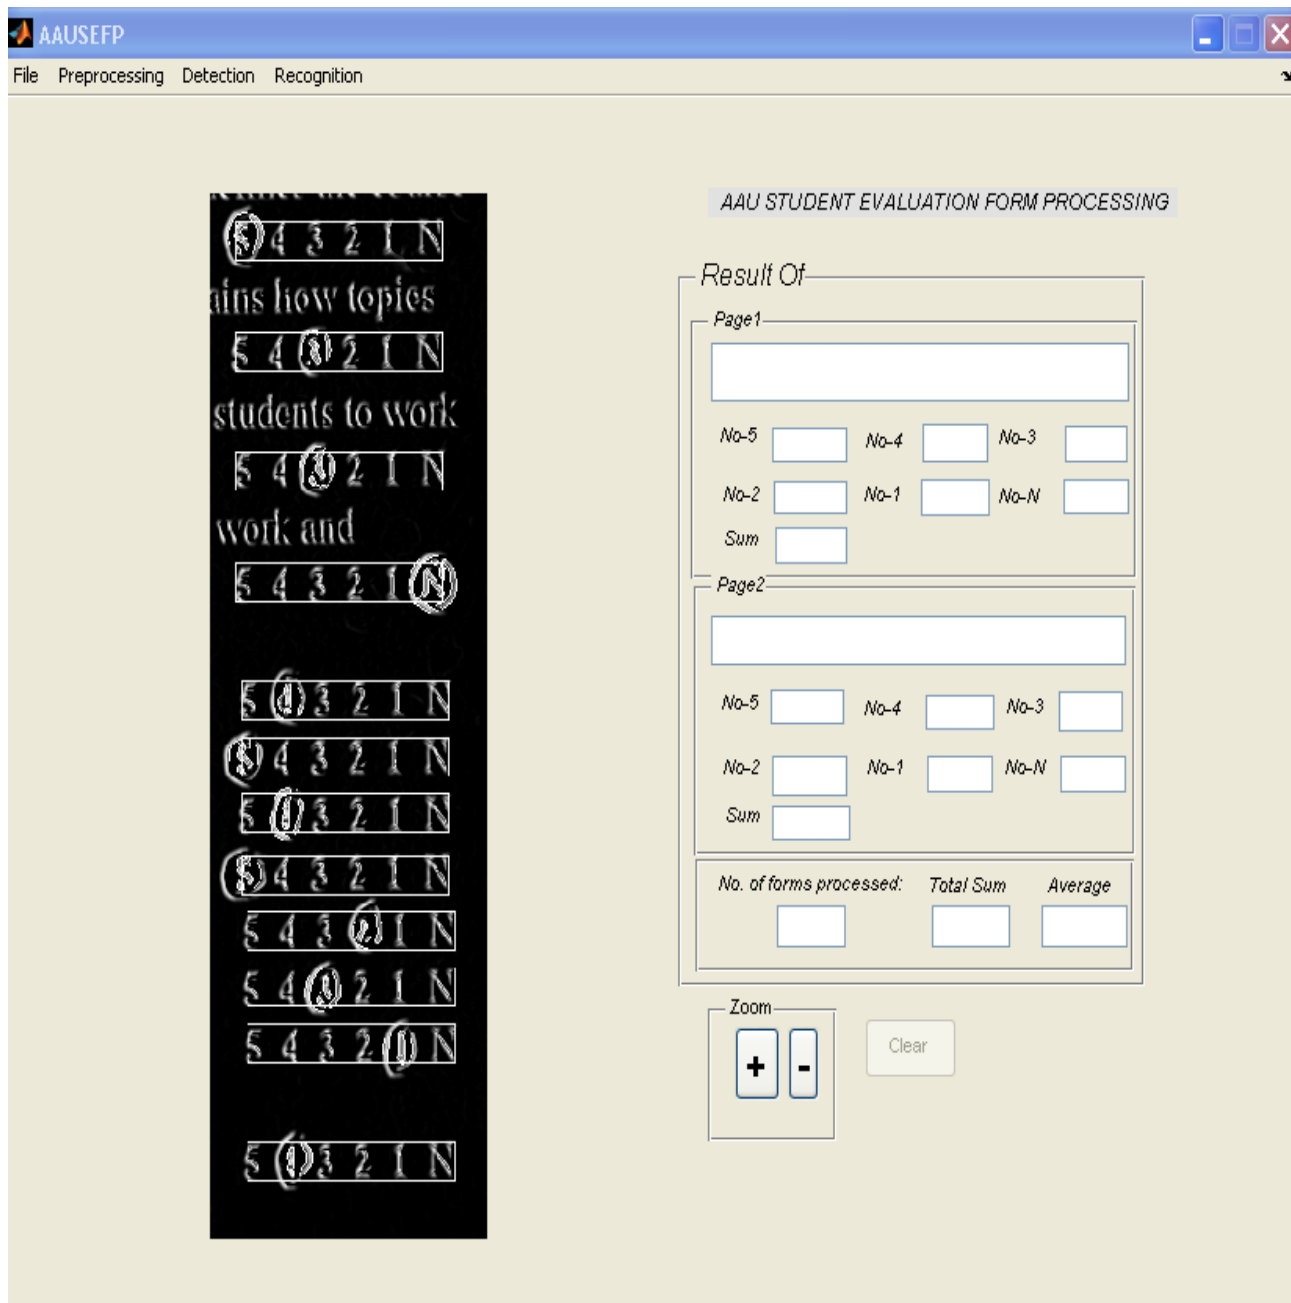 AAUSEFP
File Preprocessing Detection Recognition
5 4 3 2 1 N
ains how topics
5 4 3 2 1 N
students to work
5 4 3 2 1 N
work and
5 4 3 2 1 N
5 4 3 2 1 N
5 4 3 2 1 N
5 4 3 2 1 N
5 4 3 2 1 N
5 4 3 2 1 N
5 4 3 2 1 N
5 4 3 2 1 N
5 4 3 2 1 N
AAU STUDENT EVALUATION FORM PROCESSING
Result Of
Page1
No-5 No-4 No-3
No-2 No-1 No-N
Sum
Page2
No-5 No-4 No-3
No-2 No-1 No-N
Sum
No. of forms processed: Total Sum Average
Zoom
+ -
Clear